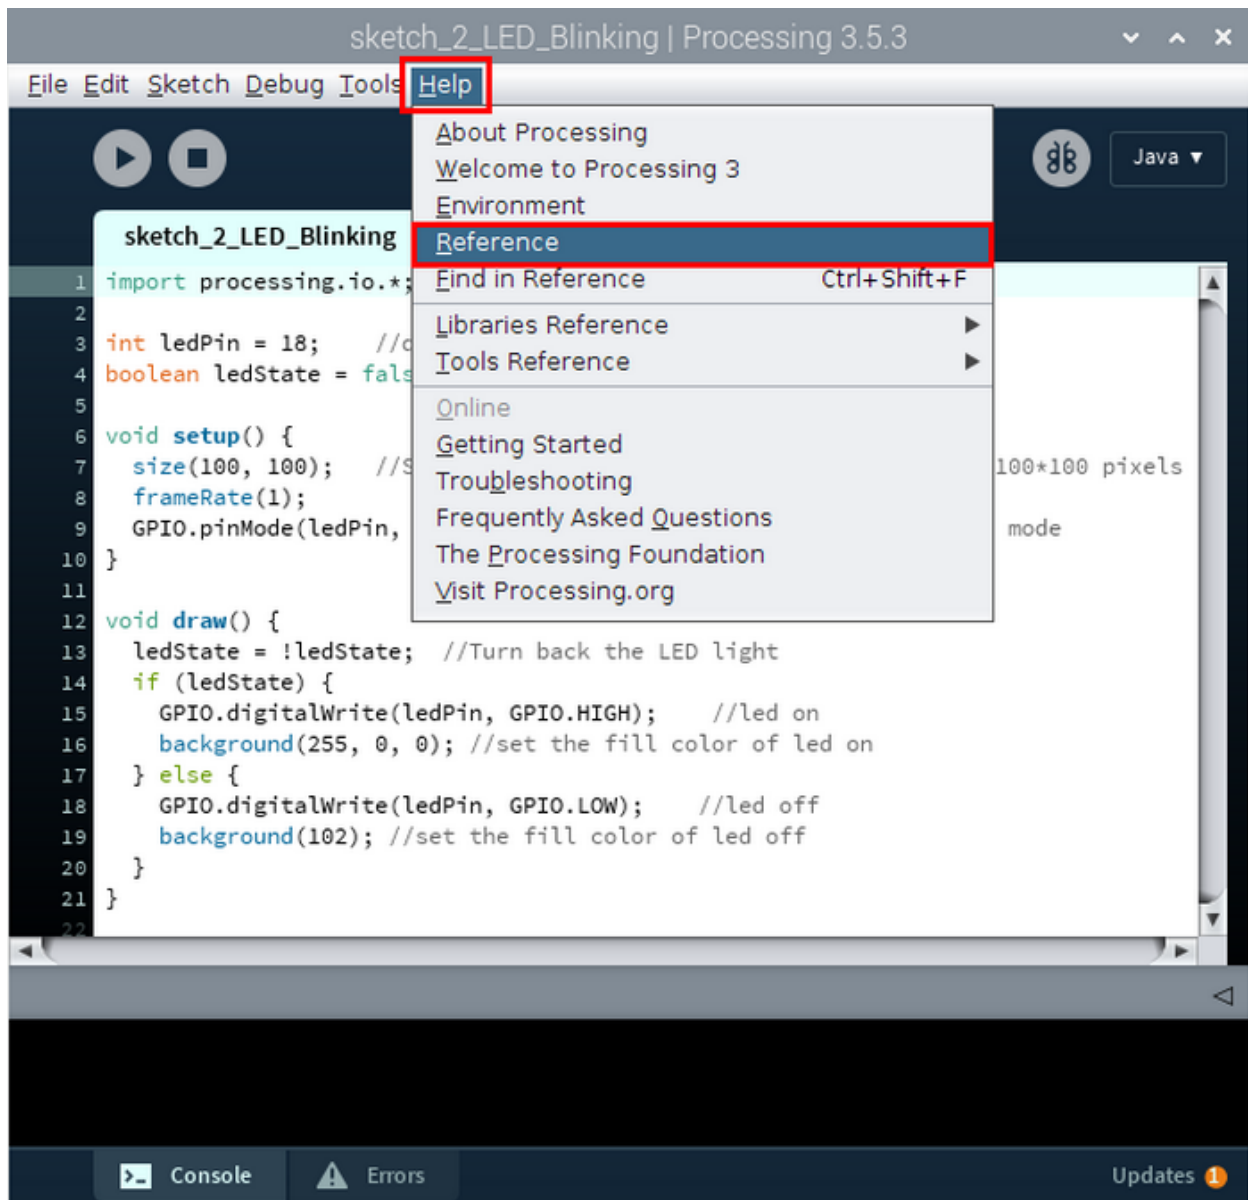 sketch_2_LED_Blinking | Processing 3.5.3
File Edit Sketch Debug Tools Help
About Processing
Welcome to Processing 3
Environment
Reference
Find in Reference Ctrl+Shift+F
Libraries Reference
Tools Reference
Online
Getting Started
Troubleshooting
Frequently Asked Questions
The Processing Foundation
Visit Processing.org
Java
sketch_2_LED_Blinking
1 import processing.io.*;
2
3 int ledPin = 18; //
4 boolean ledState = fals
5
6 void setup() {
7 size(100, 100); //S 100*100 pixels
8 frameRate(1);
9 GPIO.pinMode(ledPin, mode
10 }
11
12 void draw() {
13 ledState = !ledState; //Turn back the LED light
14 if (ledState) {
15 GPIO.digitalWrite(ledPin, GPIO.HIGH); //led on
16 background(255, 0, 0); //set the fill color of led on
17 } else {
18 GPIO.digitalWrite(ledPin, GPIO.LOW); //led off
19 background(102); //set the fill color of led off
20 }
21 }
22
>_ Console Errors Updates 1